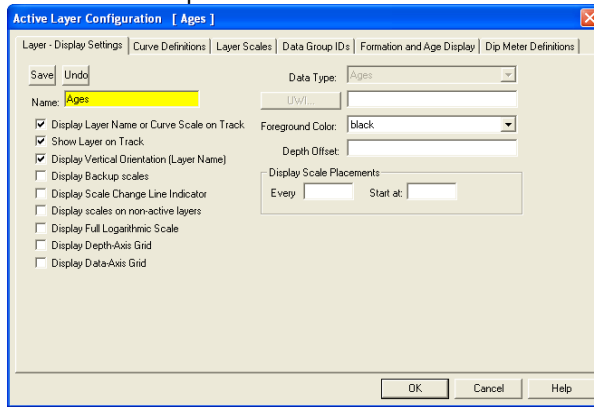 Active Layer Configuration [ Ages ]
Layer - Display Settings Curve Definitions Layer Scales Data Group IDs Formation and Age Display Dip Meter Definitions
Save Undo
Name: Ages
Display Layer Name or Curve Scale on Track
Show Layer on Track
Display Vertical Orientation (Layer Name)
Display Backup scales
Display Scale Change Line Indicator
Display scales on non-active layers
Display Full Logarithmic Scale
Display Depth-Axis Grid
Display Data-Axis Grid
Data Type: Ages
UWI...
Foreground Color: black
Depth Offset:
Display Scale Placements
Every Start at:
OK Cancel Help